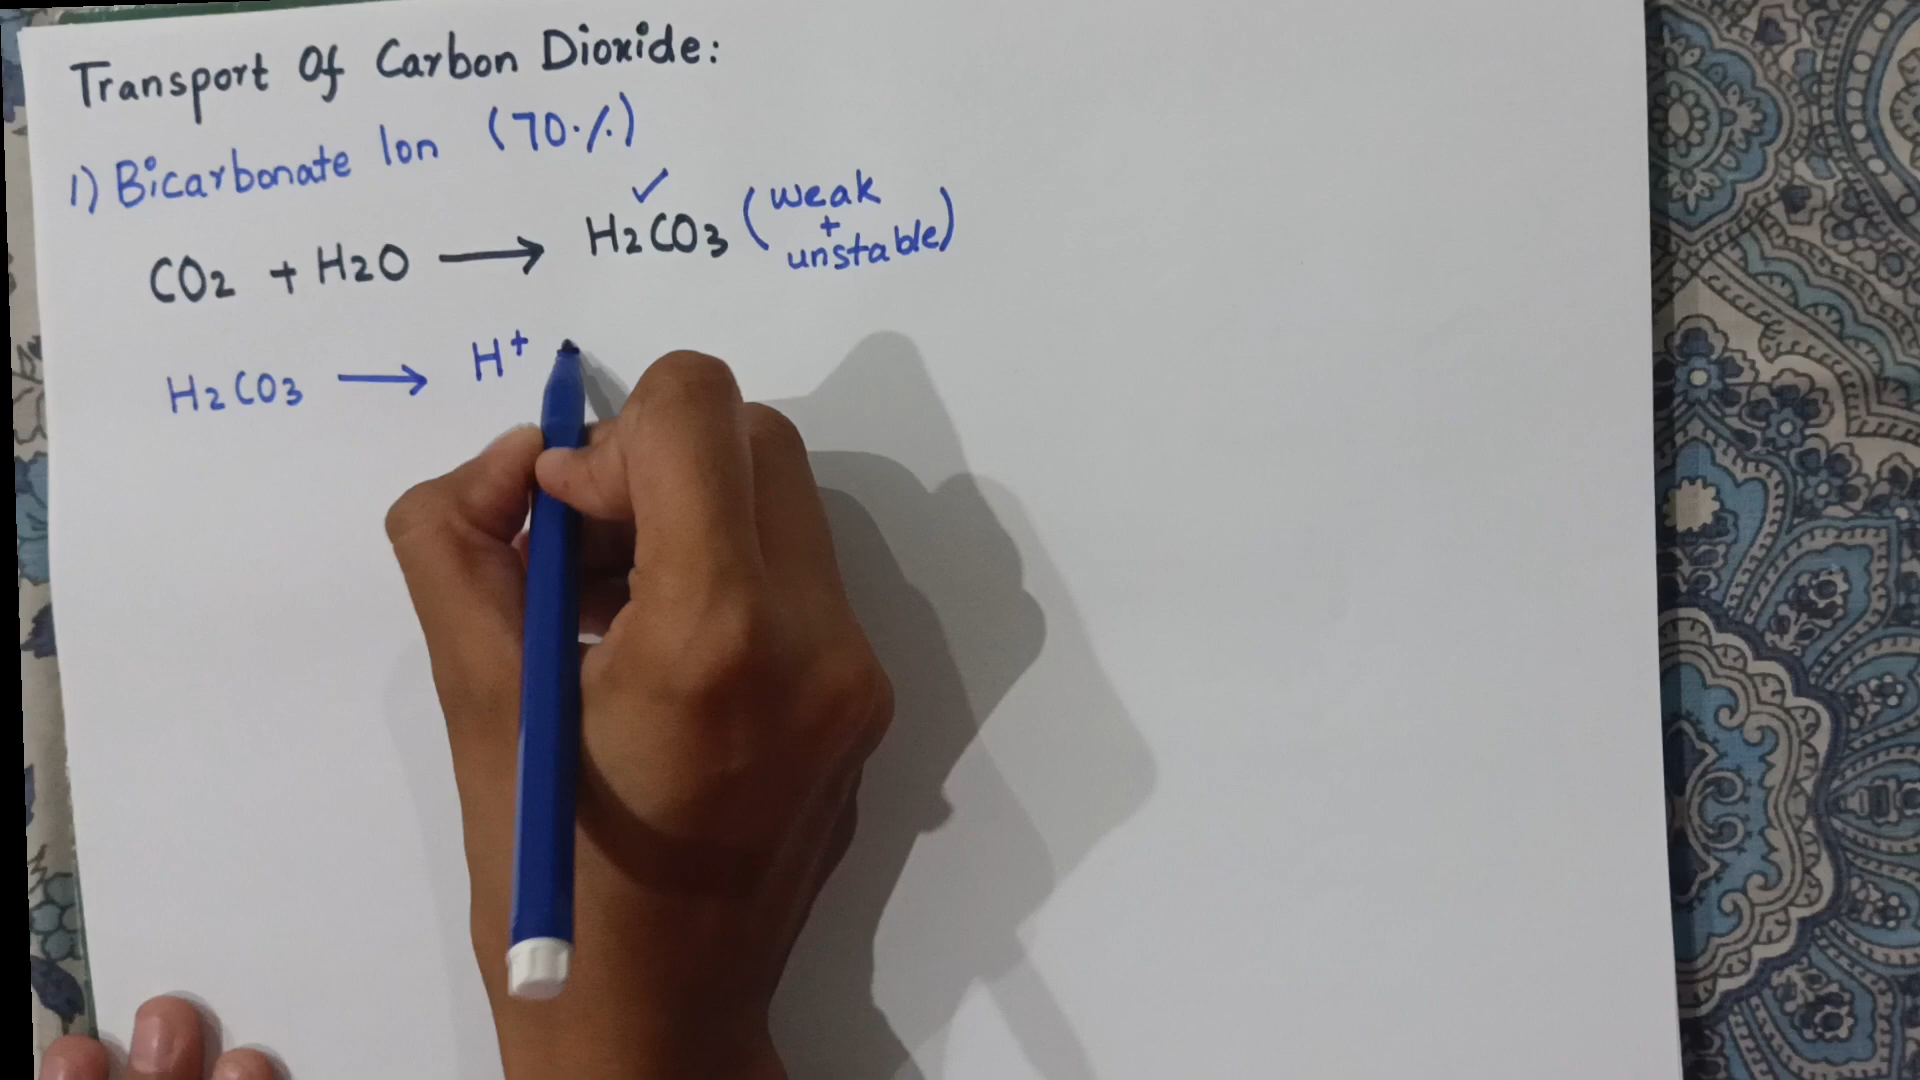 Transport Of Carbon Dioxide:
1) Bicarbonate Ion (70%)
CO2 + H2O → H2CO3 ✓ (weak + unstable)
H2CO3 → H+